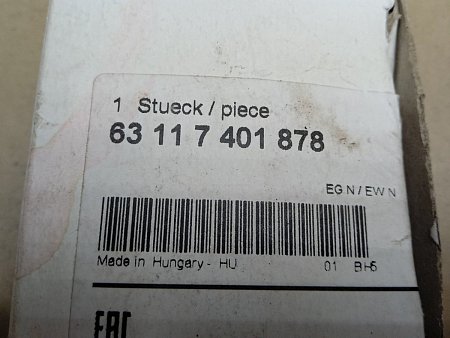 1 Stueck / piece
63 11 7 401 878
EG N / EW N
Made in Hungary - HU 01 BH5
EAC